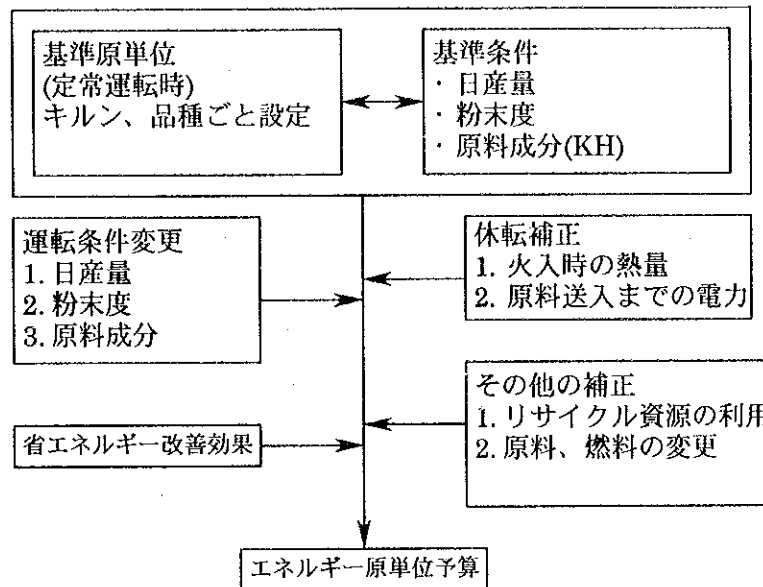 基準原単位
(定常運転時)
キルン、品種ごと設定
基準条件
・日産量
・粉末度
・原料成分(KH)
運転条件変更
1. 日産量
2. 粉末度
3. 原料成分
休転補正
1. 火入時の熱量
2. 原料送入までの電力
その他の補正
1. リサイクル資源の利用
2. 原料、燃料の変更
省エネルギー改善効果
エネルギー原単位予算